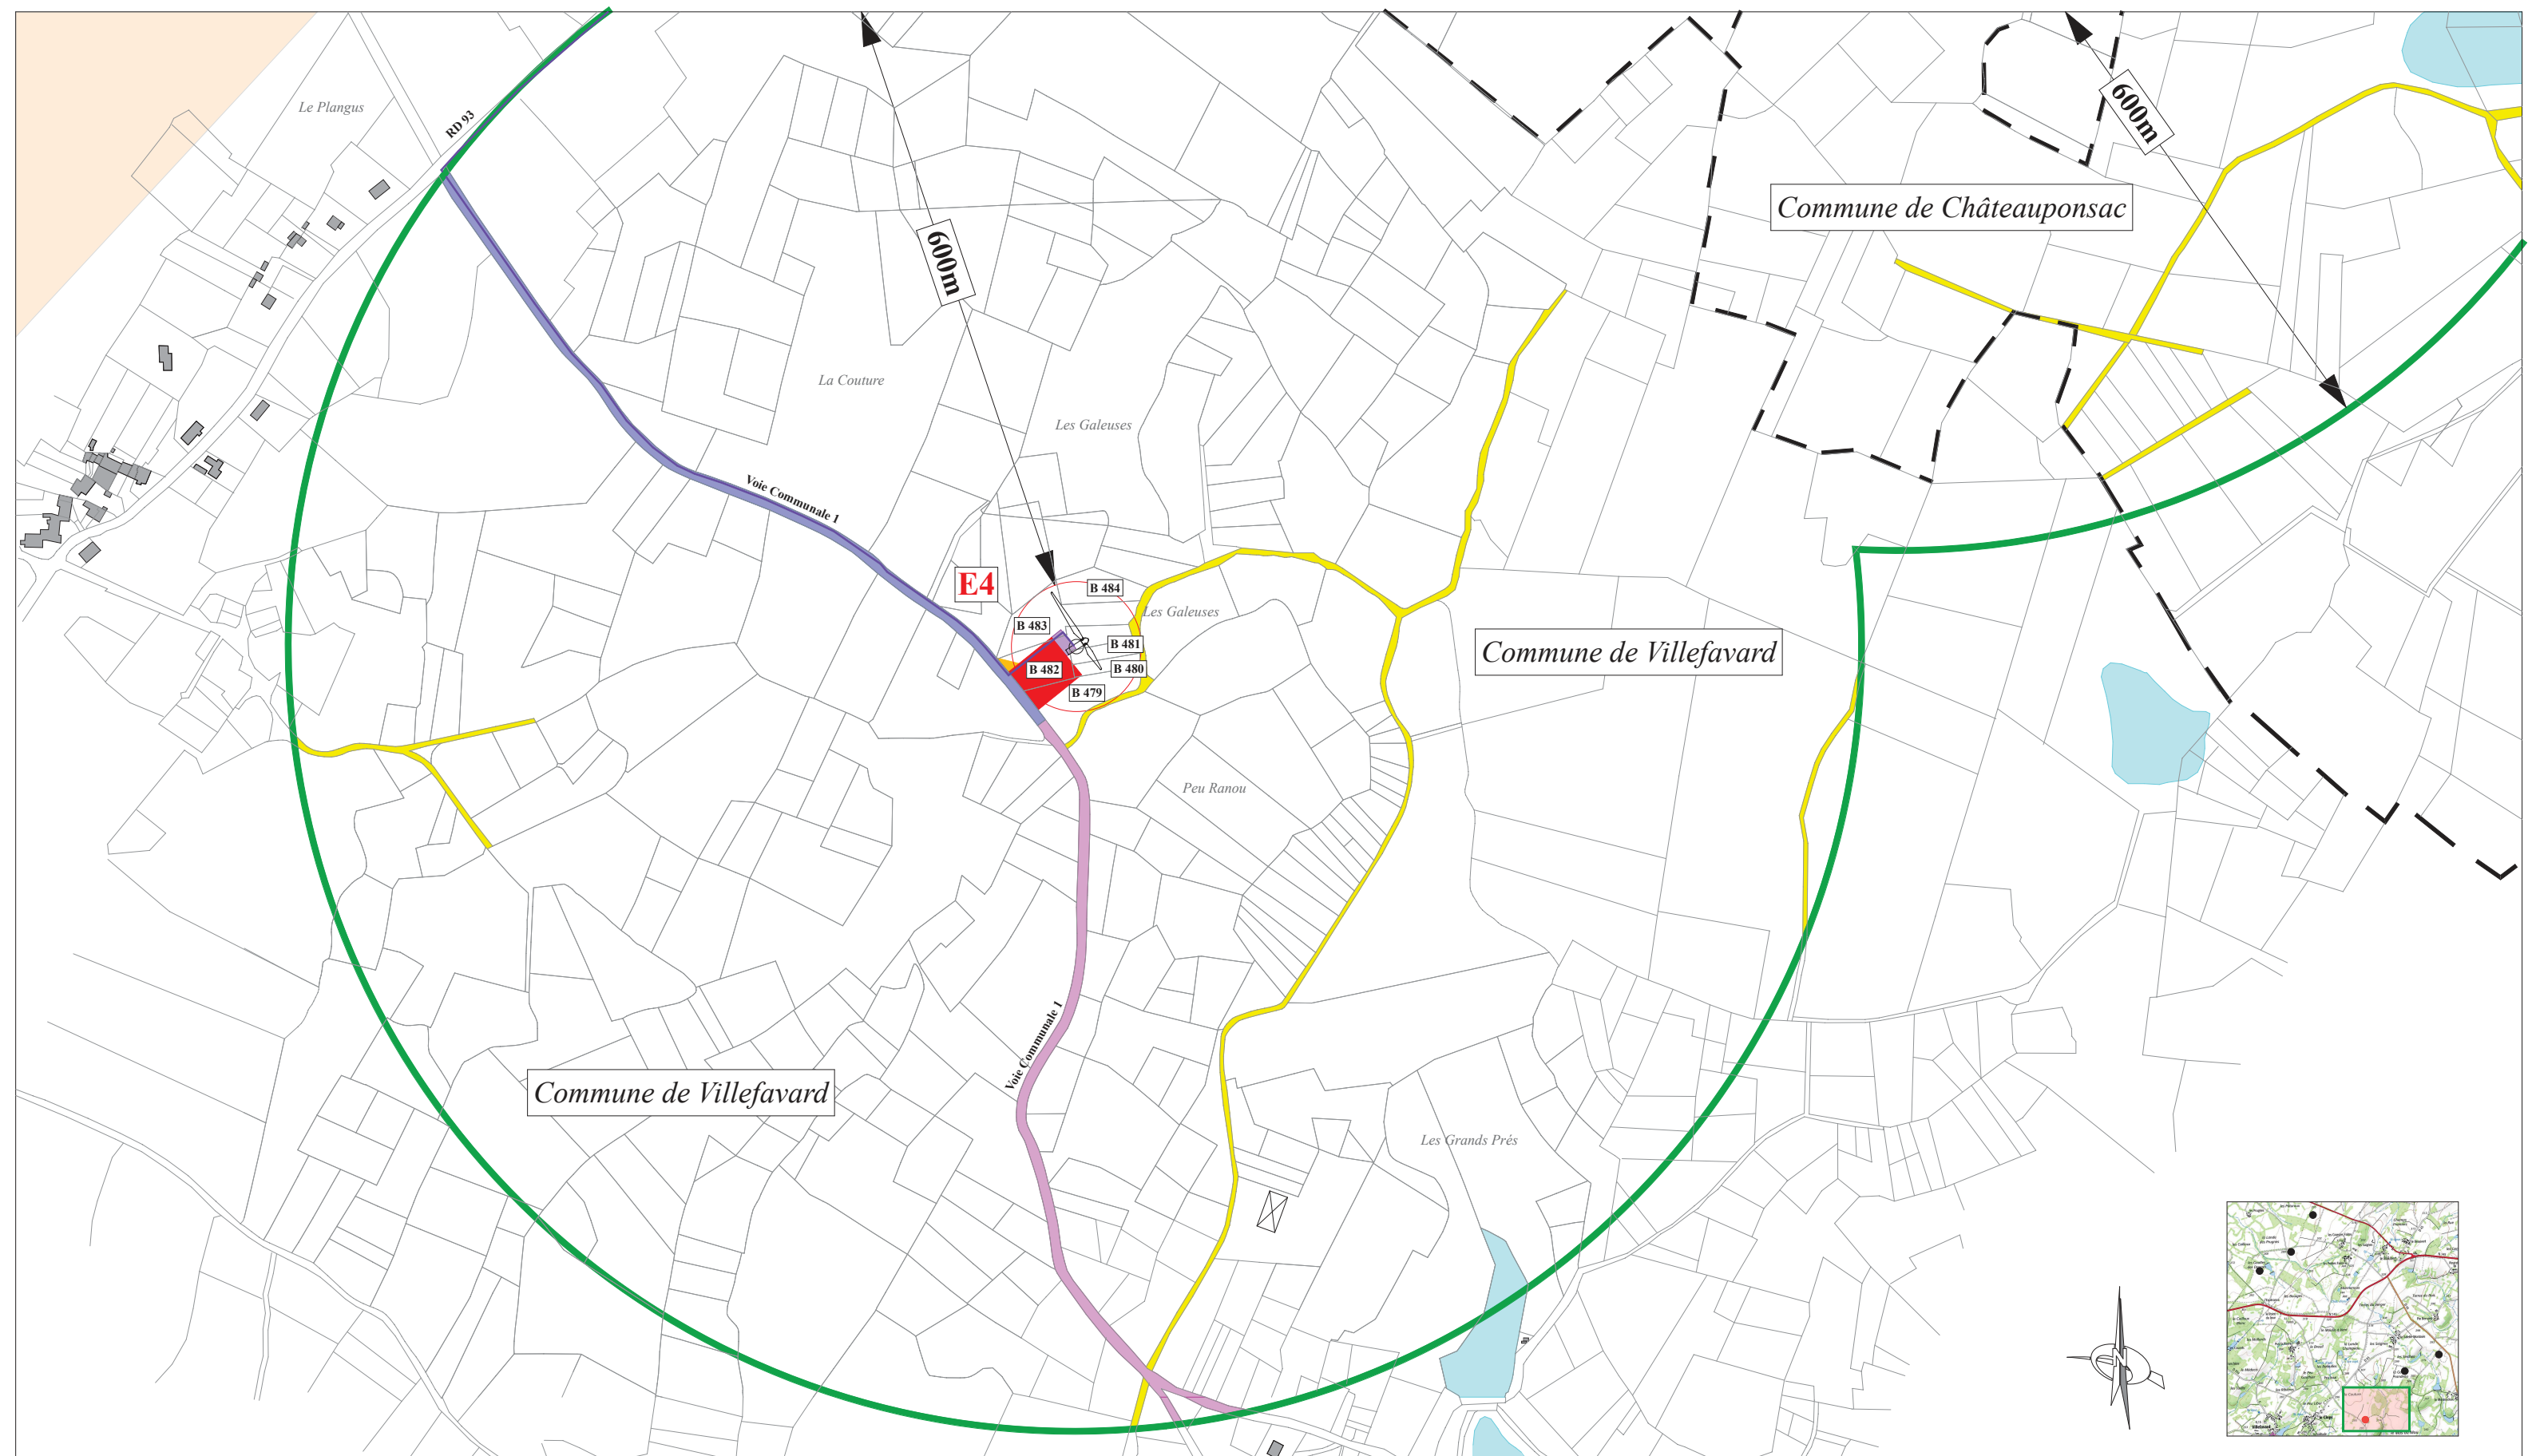 Le Plangus
RD 93
600m
600m
Commune de Châteauponsac
La Couture
Les Galeuses
Voie Communale 1
E4
B 484
Les Galeuses
B 483
B 481
B 482
B 480
B 479
Commune de Villefavard
Peu Ranou
Voie Communale 1
Commune de Villefavard
Les Grands Prés
N